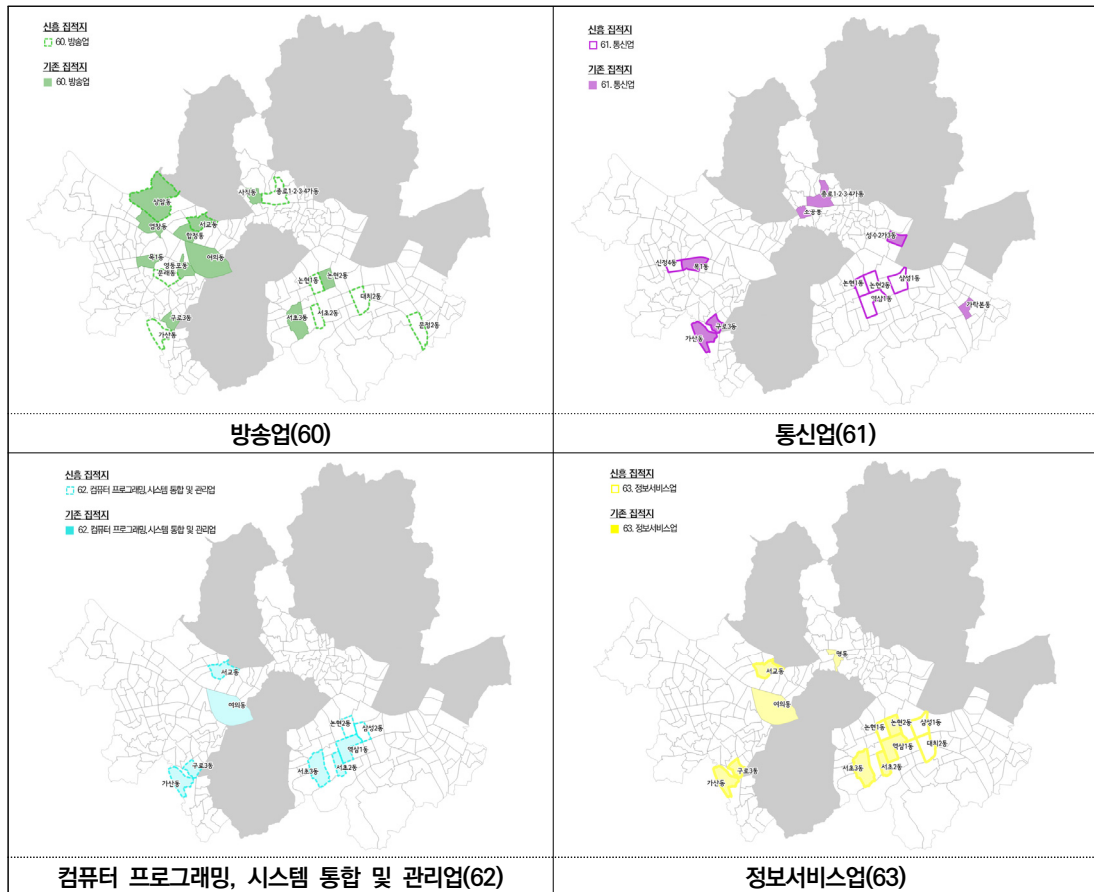 신흥 집적지
60. 방송업
기존 집적지
60. 방송업
사직동
종로1·2·3·4가동
상암동
염창동
서교동
합정동
여의동
목1동
영등포동
문래동
논현1동
논현2동
대치2동
서초3동
서초2동
문정2동
구로3동
가산동
방송업(60)
신흥 집적지
61. 통신업
기존 집적지
61. 통신업
종로1·2·3·4가동
소공동
성수2가3동
신정4동
목1동
논현1동
논현2동
삼성1동
역삼1동
가락본동
구로3동
가산동
통신업(61)
신흥 집적지
62. 컴퓨터 프로그래밍,시스템 통합 및 관리업
기존 집적지
62. 컴퓨터 프로그래밍,시스템 통합 및 관리업
서교동
여의동
논현2동
삼성2동
역삼1동
서초3동
서초2동
구로3동
가산동
컴퓨터 프로그래밍, 시스템 통합 및 관리업(62)
신흥 집적지
63. 정보서비스업
기존 집적지
63. 정보서비스업
명동
서교동
여의동
논현1동
논현2동
삼성1동
역삼1동
대치2동
서초3동
서초2동
구로3동
가산동
정보서비스업(63)